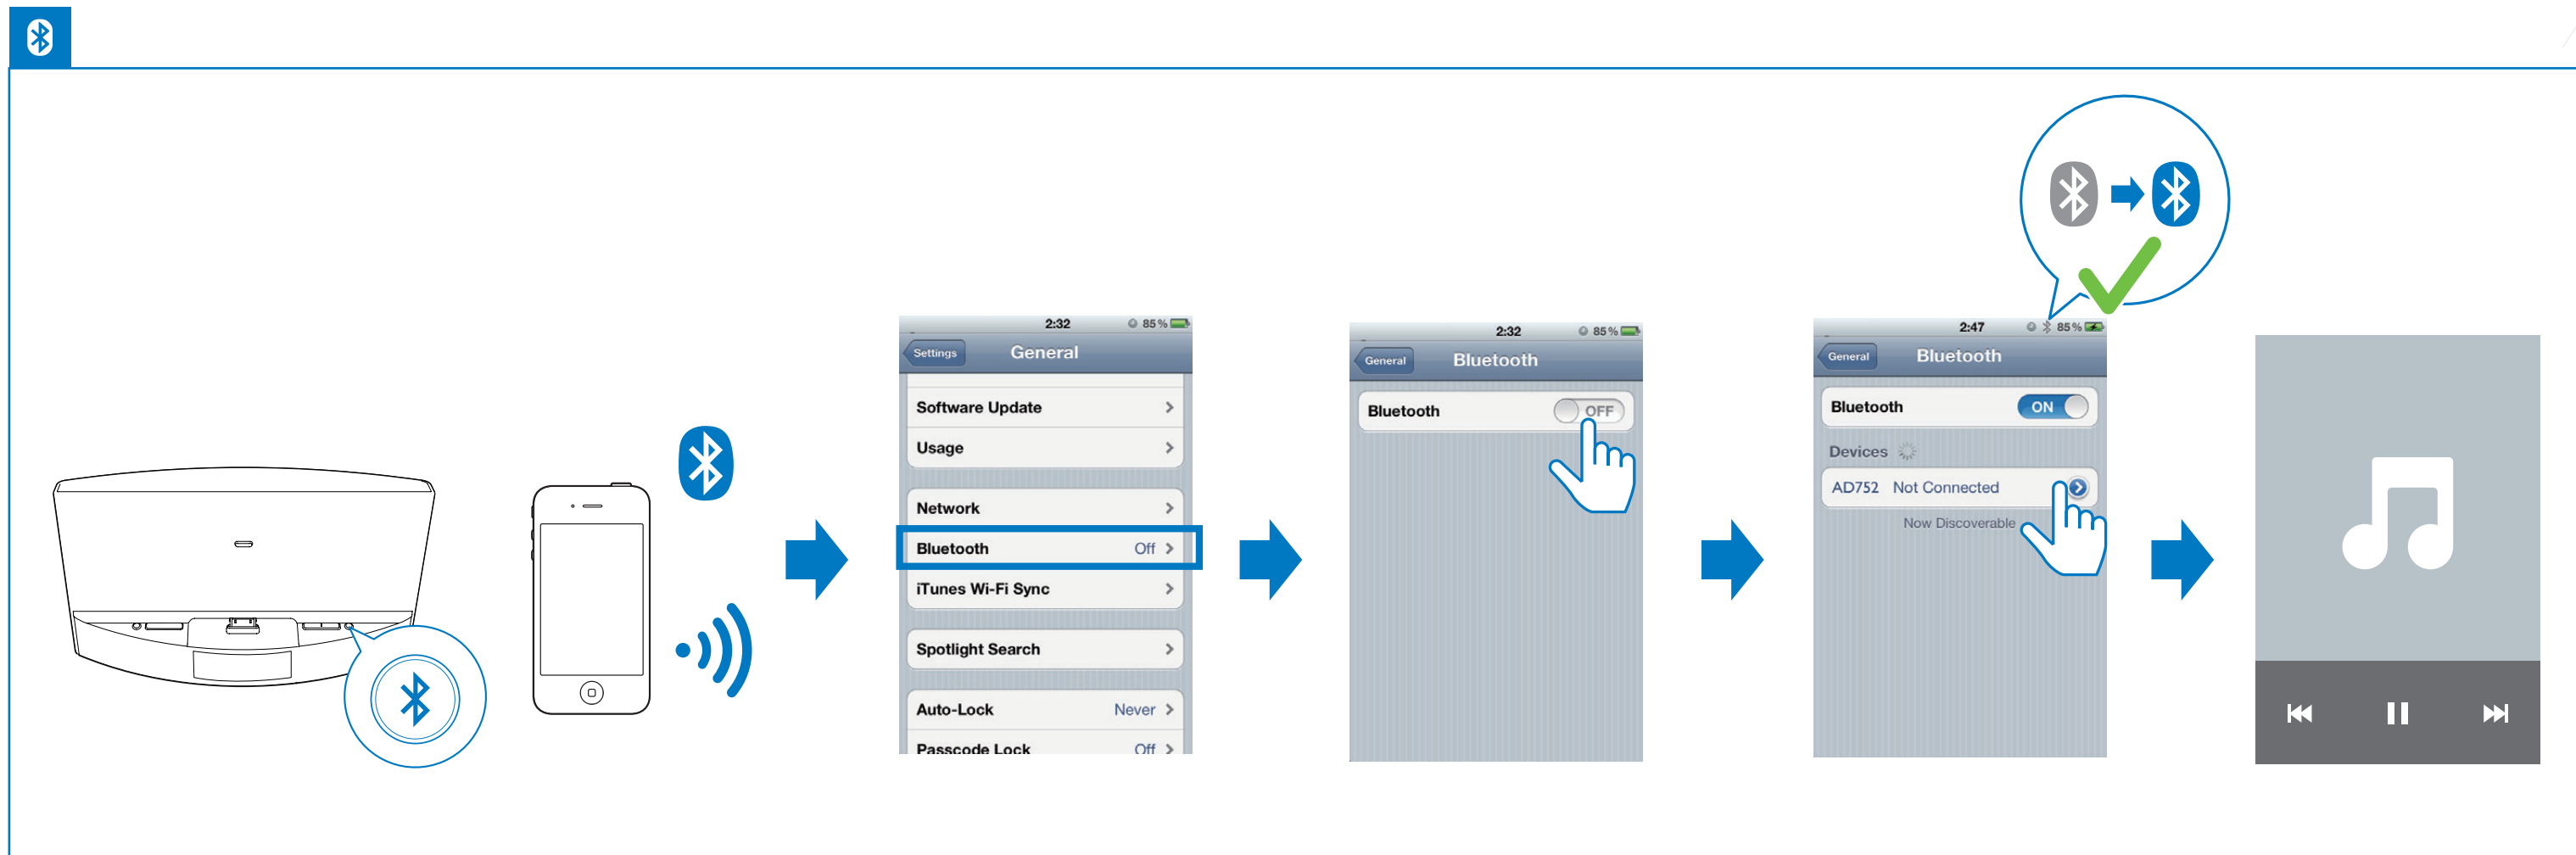 2:32 85%
Settings General
Software Update
Usage
Network
Bluetooth Off
iTunes Wi-Fi Sync
Spotlight Search
Auto-Lock Never
Passcode Lock Off
2:32 85%
General Bluetooth
Bluetooth OFF
2:47 85%
General Bluetooth
Bluetooth ON
Devices
AD752 Not Connected
Now Discoverable